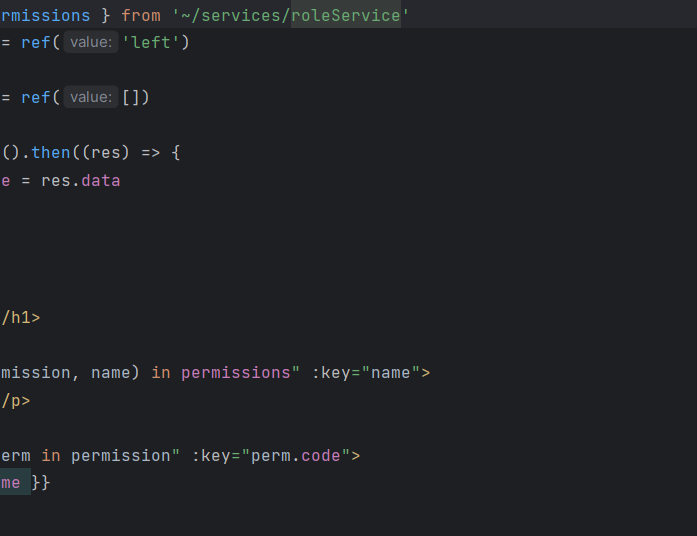 rmissions } from '~/services/roleService'
= ref( value: 'left')
= ref( value: [])
().then((res) => {
e = res.data
/h1>
mission, name) in permissions" :key="name">
/p>
erm in permission" :key="perm.code">
me }}